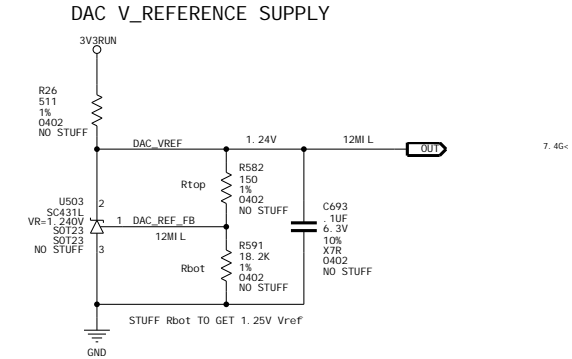 DAC V_REFERENCE SUPPLY
3V3RUN
R26
511
1%
0402
NO STUFF
DAC_VREF
1.24V
12MIL
OUT
7.4G<
Rtop
R582
150
1%
0402
NO STUFF
U503
SC431L
VR=1.240V
SOT23
SOT23
NO STUFF
2
1
3
DAC_REF_FB
12MIL
C693
.1UF
6.3V
10%
X7R
0402
NO STUFF
Rbot
R591
18.2K
1%
0402
NO STUFF
STUFF Rbot TO GET 1.25V Vref
GND